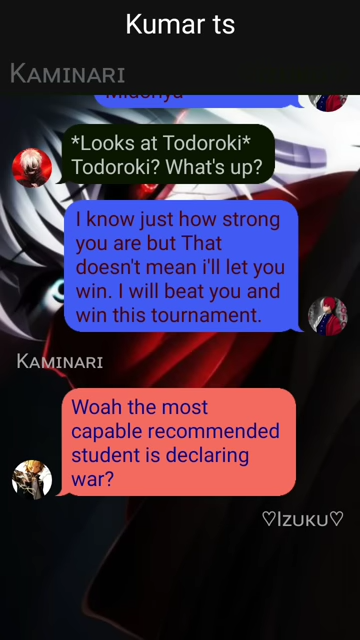 Kumar ts
Kaminari
Midoriya
*Looks at Todoroki*
Todoroki? What's up?
I know just how strong
you are but That
doesn't mean i'll let you
win. I will beat you and
win this tournament.
Kaminari
Woah the most
capable recommended
student is declaring
war?
♡Izuku♡